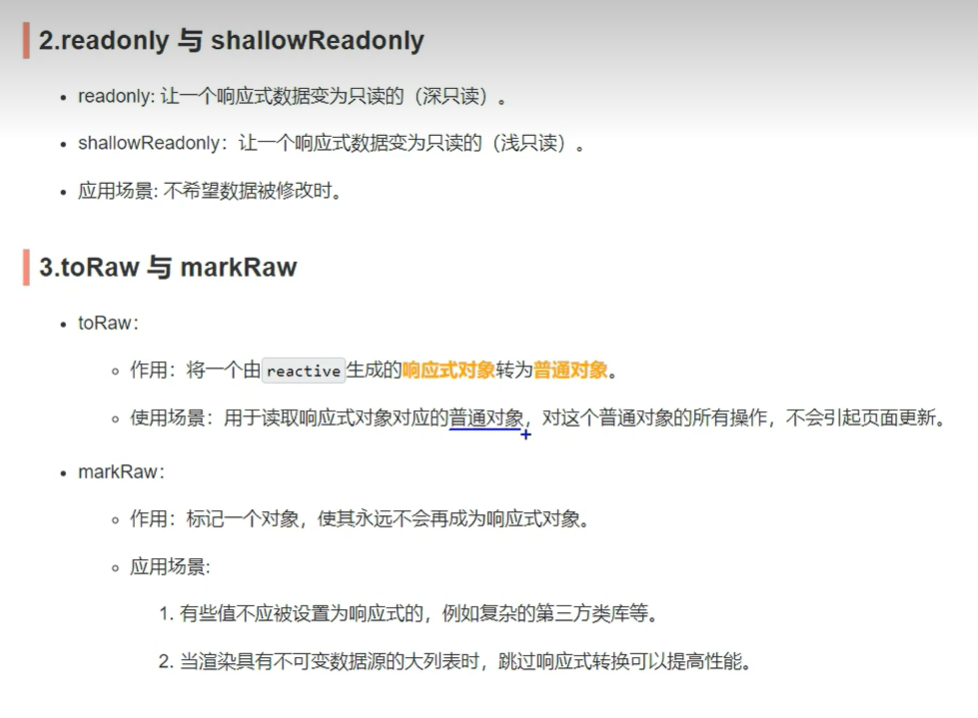 2.readonly 与 shallowReadonly
readonly: 让一个响应式数据变为只读的（深只读）。
shallowReadonly：让一个响应式数据变为只读的（浅只读）。
应用场景: 不希望数据被修改时。
3.toRaw 与 markRaw
toRaw：
作用：将一个由reactive生成的响应式对象转为普通对象。
使用场景：用于读取响应式对象对应的普通对象，对这个普通对象的所有操作，不会引起页面更新。
markRaw：
作用：标记一个对象，使其永远不会再成为响应式对象。
应用场景:
1. 有些值不应被设置为响应式的，例如复杂的第三方类库等。
2. 当渲染具有不可变数据源的大列表时，跳过响应式转换可以提高性能。